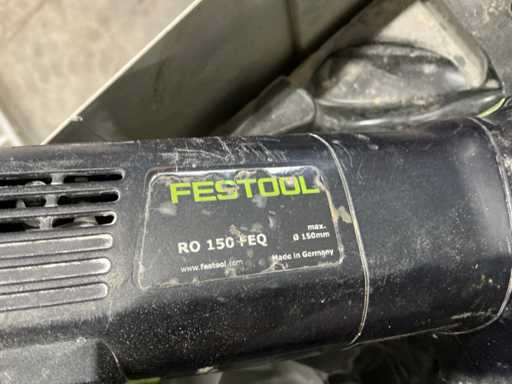 FESTOOL
RO 150 FEQ
max.
Ø 150mm
www.festool.com
Made in Germany